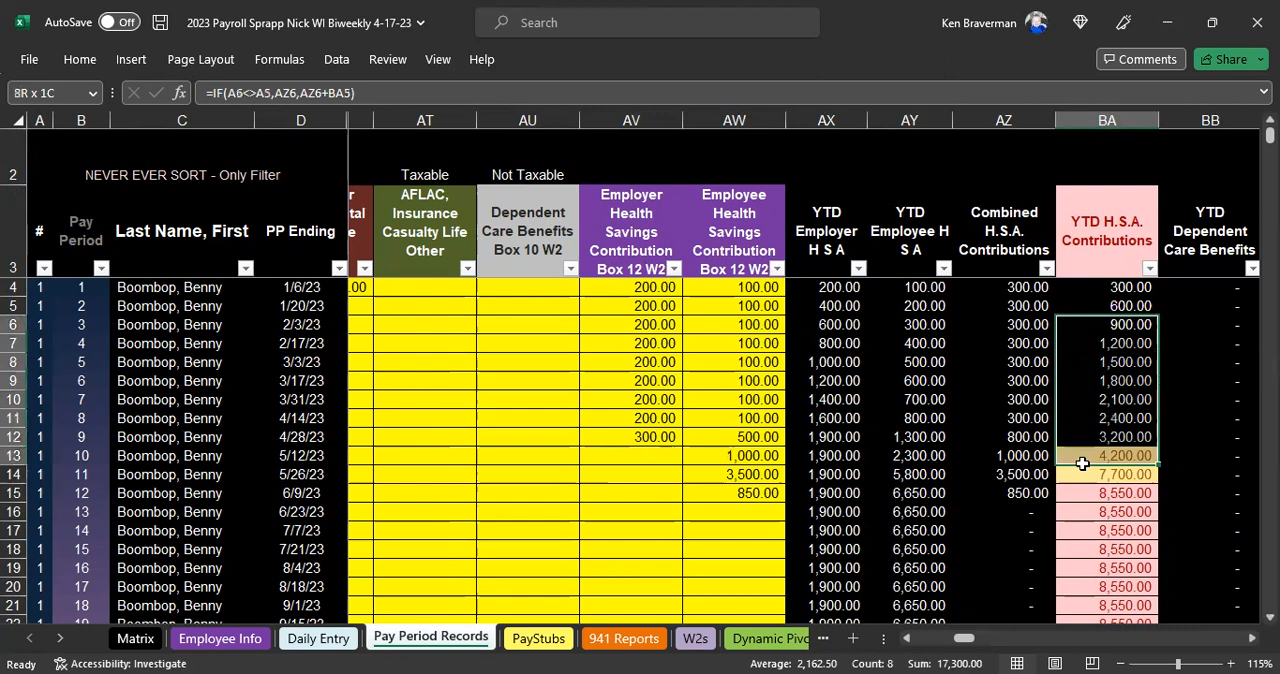 AutoSave Off 2023 Payroll Sprapp Nick WI Biweekly 4-17-23 Search Ken Braverman
File Home Insert Page Layout Formulas Data Review View Help Comments Share
8R x 1C fx =IF(A6<>A5,AZ6,AZ6+BA5)
A B C D AT AU AV AW AX AY AZ BA BB
2 NEVER EVER SORT - Only Filter Taxable Not Taxable
3 # Pay Period Last Name, First PP Ending r tal e AFLAC, Insurance Casualty Life Other Dependent Care Benefits Box 10 W2 Employer Health Savings Contribution Box 12 W2 Employee Health Savings Contribution Box 12 W2 YTD Employer H S A YTD Employee H S A Combined H.S.A. Contributions YTD H.S.A. Contributions YTD Dependent Care Benefits
4 1 1 Boombop, Benny 1/6/23 .00 200.00 100.00 200.00 100.00 300.00 300.00 -
5 1 2 Boombop, Benny 1/20/23 200.00 100.00 400.00 200.00 300.00 600.00 -
6 1 3 Boombop, Benny 2/3/23 200.00 100.00 600.00 300.00 300.00 900.00 -
7 1 4 Boombop, Benny 2/17/23 200.00 100.00 800.00 400.00 300.00 1,200.00 -
8 1 5 Boombop, Benny 3/3/23 200.00 100.00 1,000.00 500.00 300.00 1,500.00 -
9 1 6 Boombop, Benny 3/17/23 200.00 100.00 1,200.00 600.00 300.00 1,800.00 -
10 1 7 Boombop, Benny 3/31/23 200.00 100.00 1,400.00 700.00 300.00 2,100.00 -
11 1 8 Boombop, Benny 4/14/23 200.00 100.00 1,600.00 800.00 300.00 2,400.00 -
12 1 9 Boombop, Benny 4/28/23 300.00 500.00 1,900.00 1,300.00 800.00 3,200.00 -
13 1 10 Boombop, Benny 5/12/23 1,000.00 1,900.00 2,300.00 1,000.00 4,200.00 -
14 1 11 Boombop, Benny 5/26/23 3,500.00 1,900.00 5,800.00 3,500.00 7,700.00 -
15 1 12 Boombop, Benny 6/9/23 850.00 1,900.00 6,650.00 850.00 8,550.00 -
16 1 13 Boombop, Benny 6/23/23 1,900.00 6,650.00 - 8,550.00 -
17 1 14 Boombop, Benny 7/7/23 1,900.00 6,650.00 - 8,550.00 -
18 1 15 Boombop, Benny 7/21/23 1,900.00 6,650.00 - 8,550.00 -
19 1 16 Boombop, Benny 8/4/23 1,900.00 6,650.00 - 8,550.00 -
20 1 17 Boombop, Benny 8/18/23 1,900.00 6,650.00 - 8,550.00 -
21 1 18 Boombop, Benny 9/1/23 1,900.00 6,650.00 - 8,550.00 -
Matrix Employee Info Daily Entry Pay Period Records PayStubs 941 Reports W2s Dynamic Pivo
Ready Accessibility: Investigate Average: 2,162.50 Count: 8 Sum: 17,300.00 115%